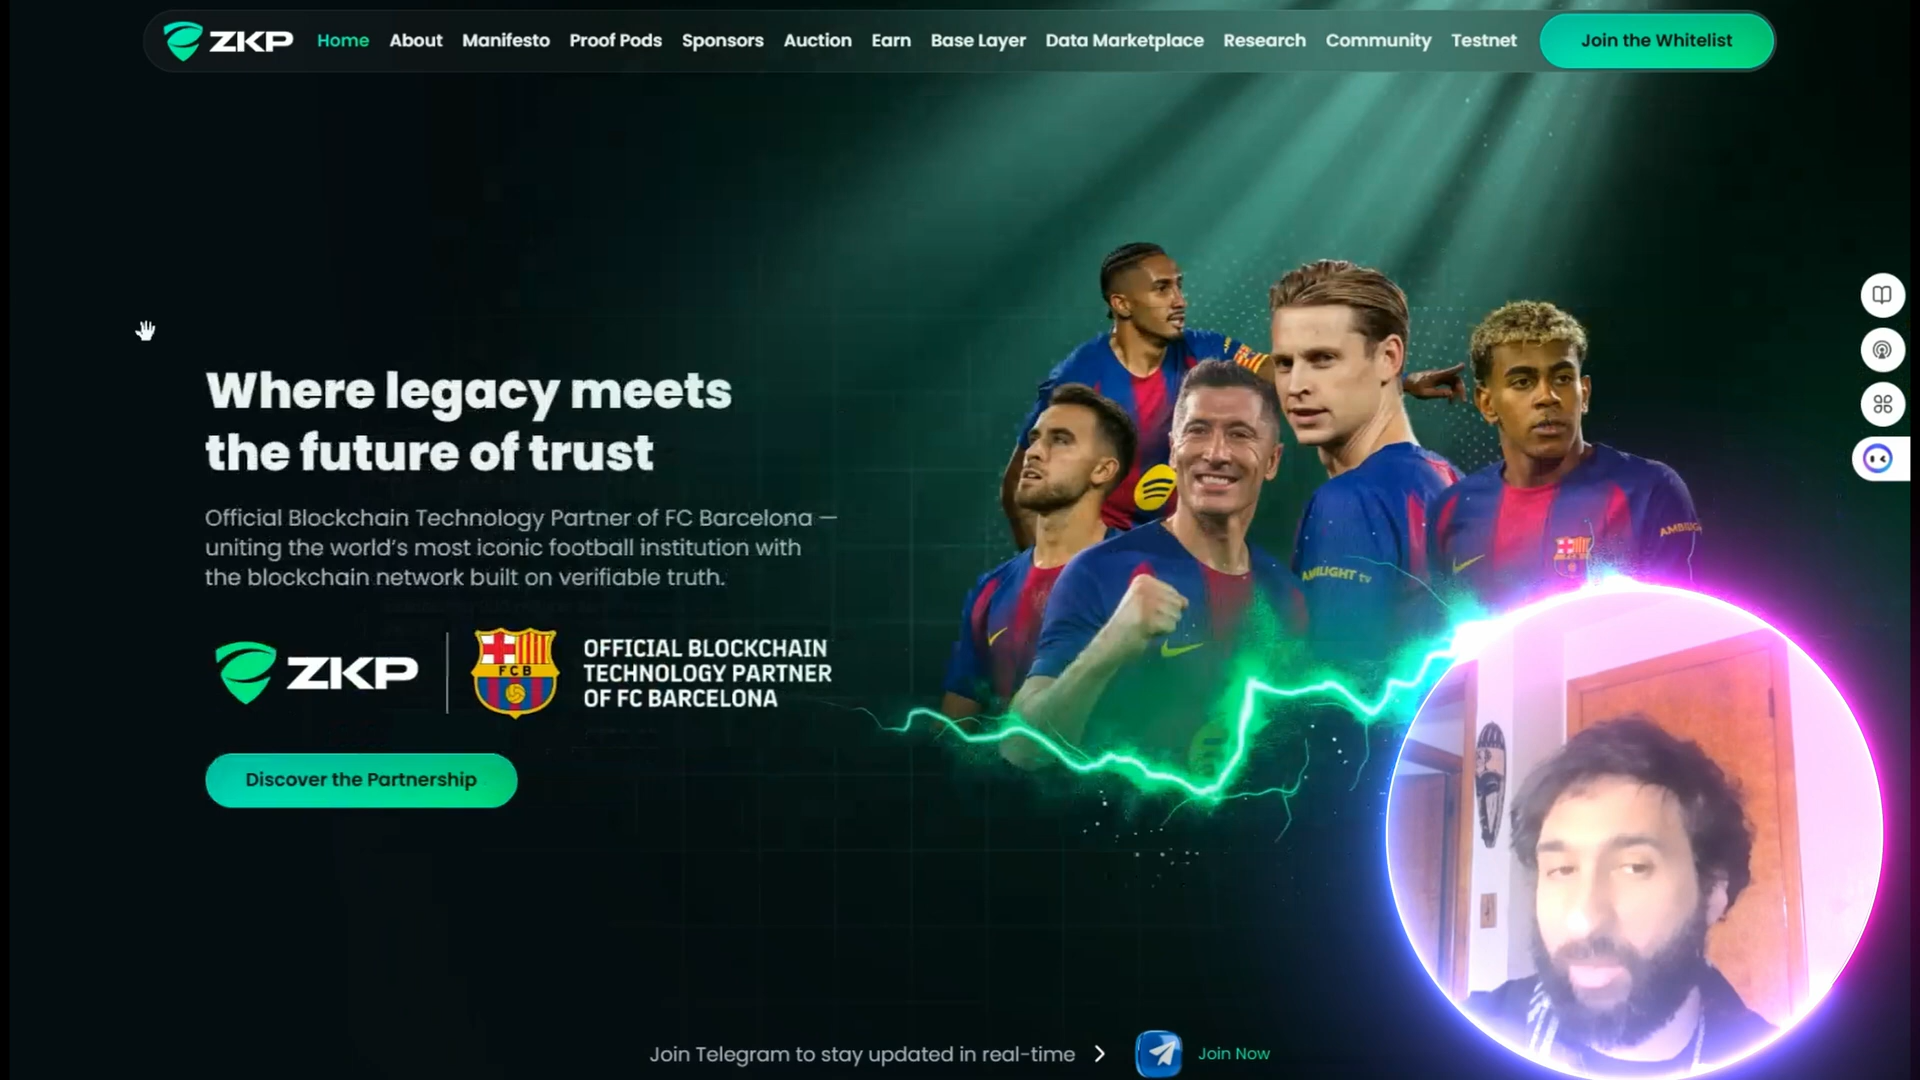 ZKP
Home
About
Manifesto
Proof Pods
Sponsors
Auction
Earn
Base Layer
Data Marketplace
Research
Community
Testnet
Join the Whitelist
Where legacy meets
the future of trust
Official Blockchain Technology Partner of FC Barcelona —
uniting the world's most iconic football institution with
the blockchain network built on verifiable truth.
ZKP
FCB
OFFICIAL BLOCKCHAIN
TECHNOLOGY PARTNER
OF FC BARCELONA
Discover the Partnership
Join Telegram to stay updated in real-time
Join Now